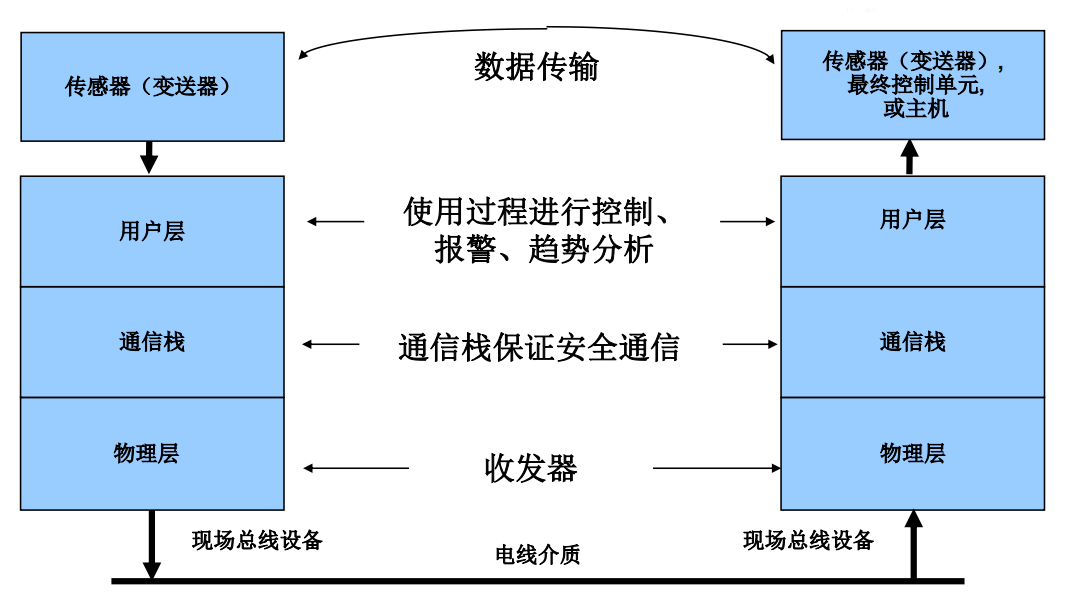 传感器（变送器）
数据传输
传感器（变送器）,
最终控制单元,
或主机
用户层
使用过程进行控制、
报警、趋势分析
用户层
通信栈
通信栈保证安全通信
通信栈
物理层
收发器
物理层
现场总线设备
电线介质
现场总线设备